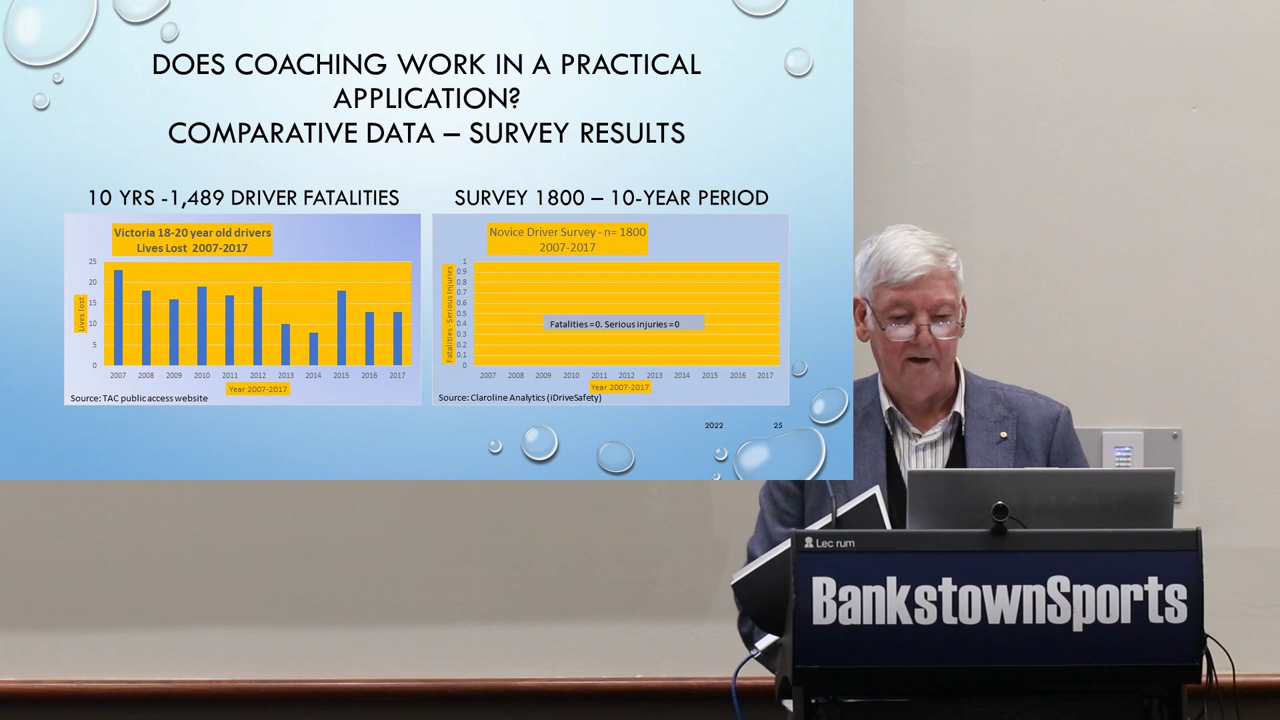 DOES COACHING WORK IN A PRACTICAL
APPLICATION?
COMPARATIVE DATA – SURVEY RESULTS
10 YRS -1,489 DRIVER FATALITIES
Victoria 18-20 year old drivers
Lives Lost 2007-2017
Lives lost
25
20
15
10
5
0
2007 2008 2009 2010 2011 2012 2013 2014 2015 2016 2017
Year 2007-2017
Source: TAC public access website
SURVEY 1800 – 10-YEAR PERIOD
Novice Driver Survey - n= 1800
2007-2017
Fatalities -Serious Injuries
1
0.9
0.8
0.7
0.6
0.5
0.4
0.3
0.2
0.1
0
Fatalities =0. Serious injuries =0
2007 2008 2009 2010 2011 2012 2013 2014 2015 2016 2017
Year 2007-2017
Source: Claroline Analytics (iDriveSafety)
2022 25
Lec rum
BankstownSports